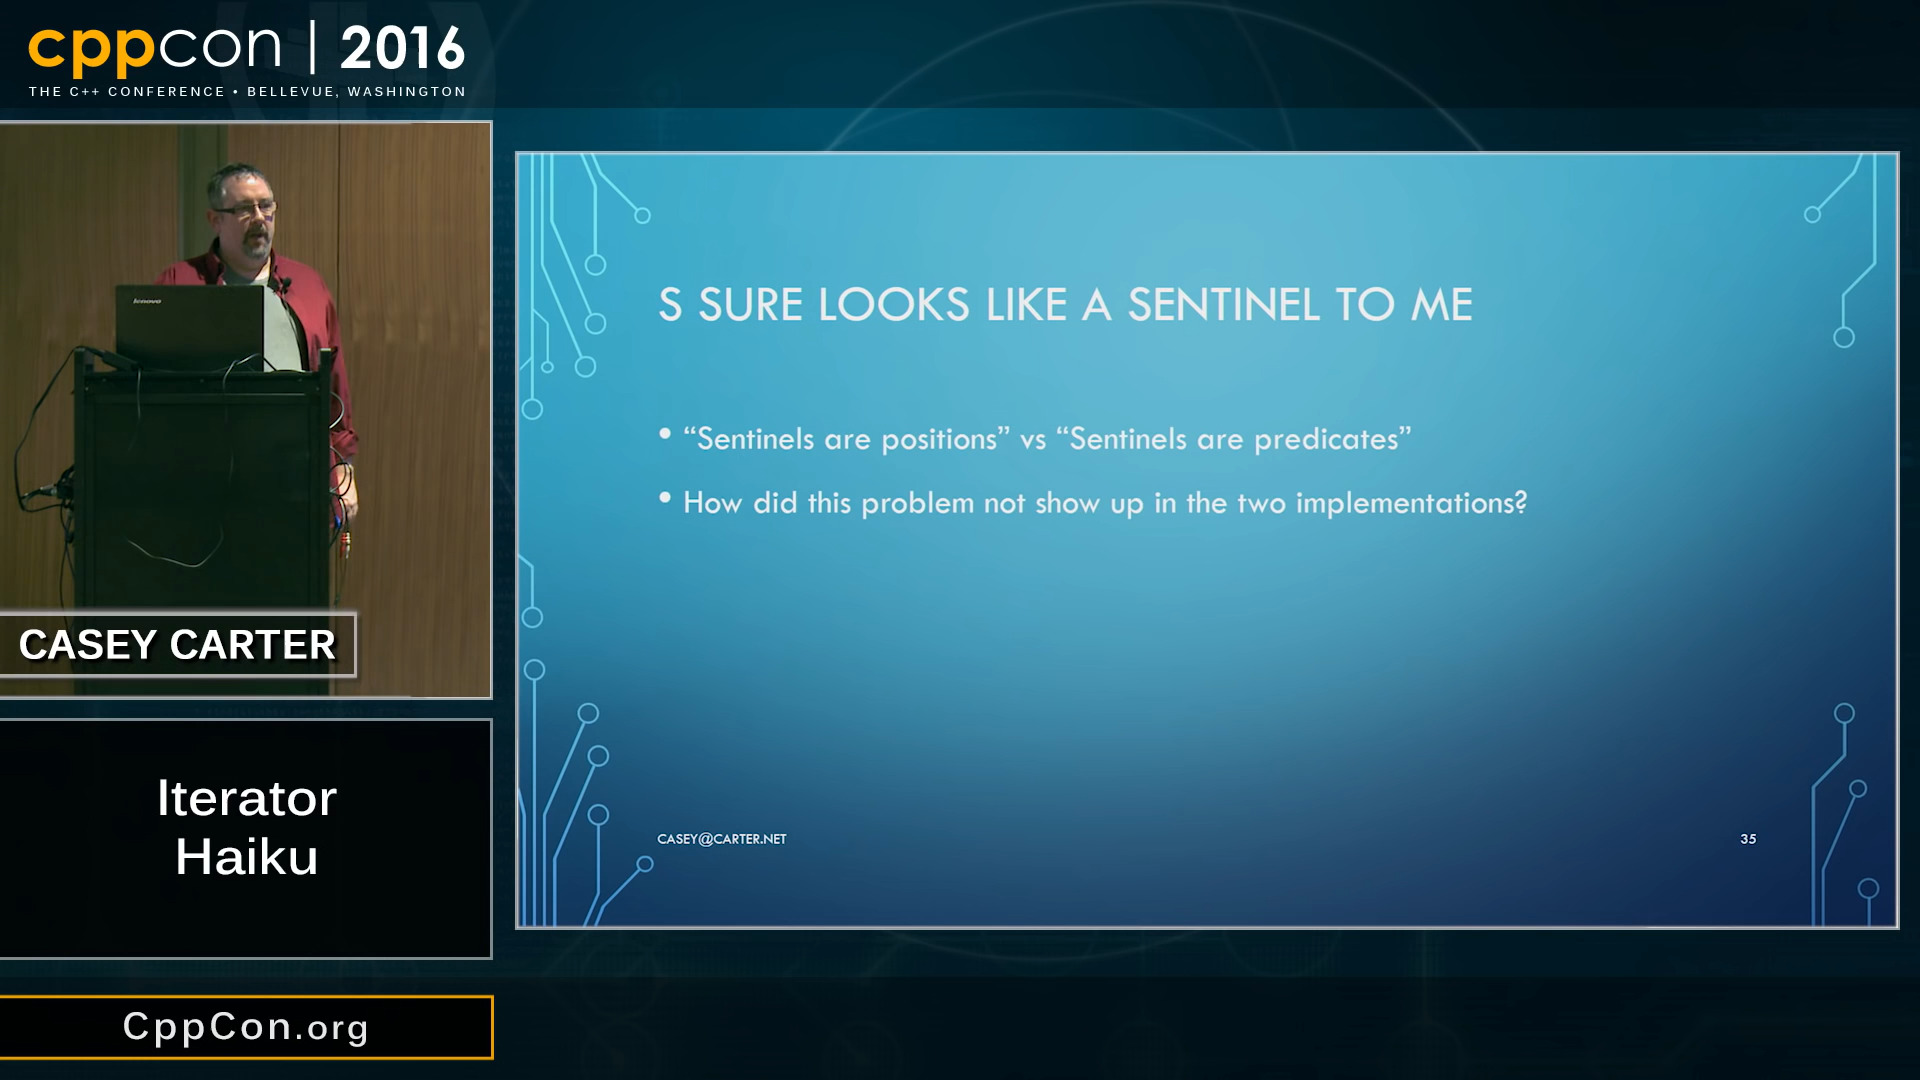 cppcon | 2016
THE C++ CONFERENCE • BELLEVUE, WASHINGTON
lenovo
CASEY CARTER
Iterator
Haiku
CppCon.org
S SURE LOOKS LIKE A SENTINEL TO ME
• “Sentinels are positions” vs “Sentinels are predicates”
• How did this problem not show up in the two implementations?
CASEY@CARTER.NET
35